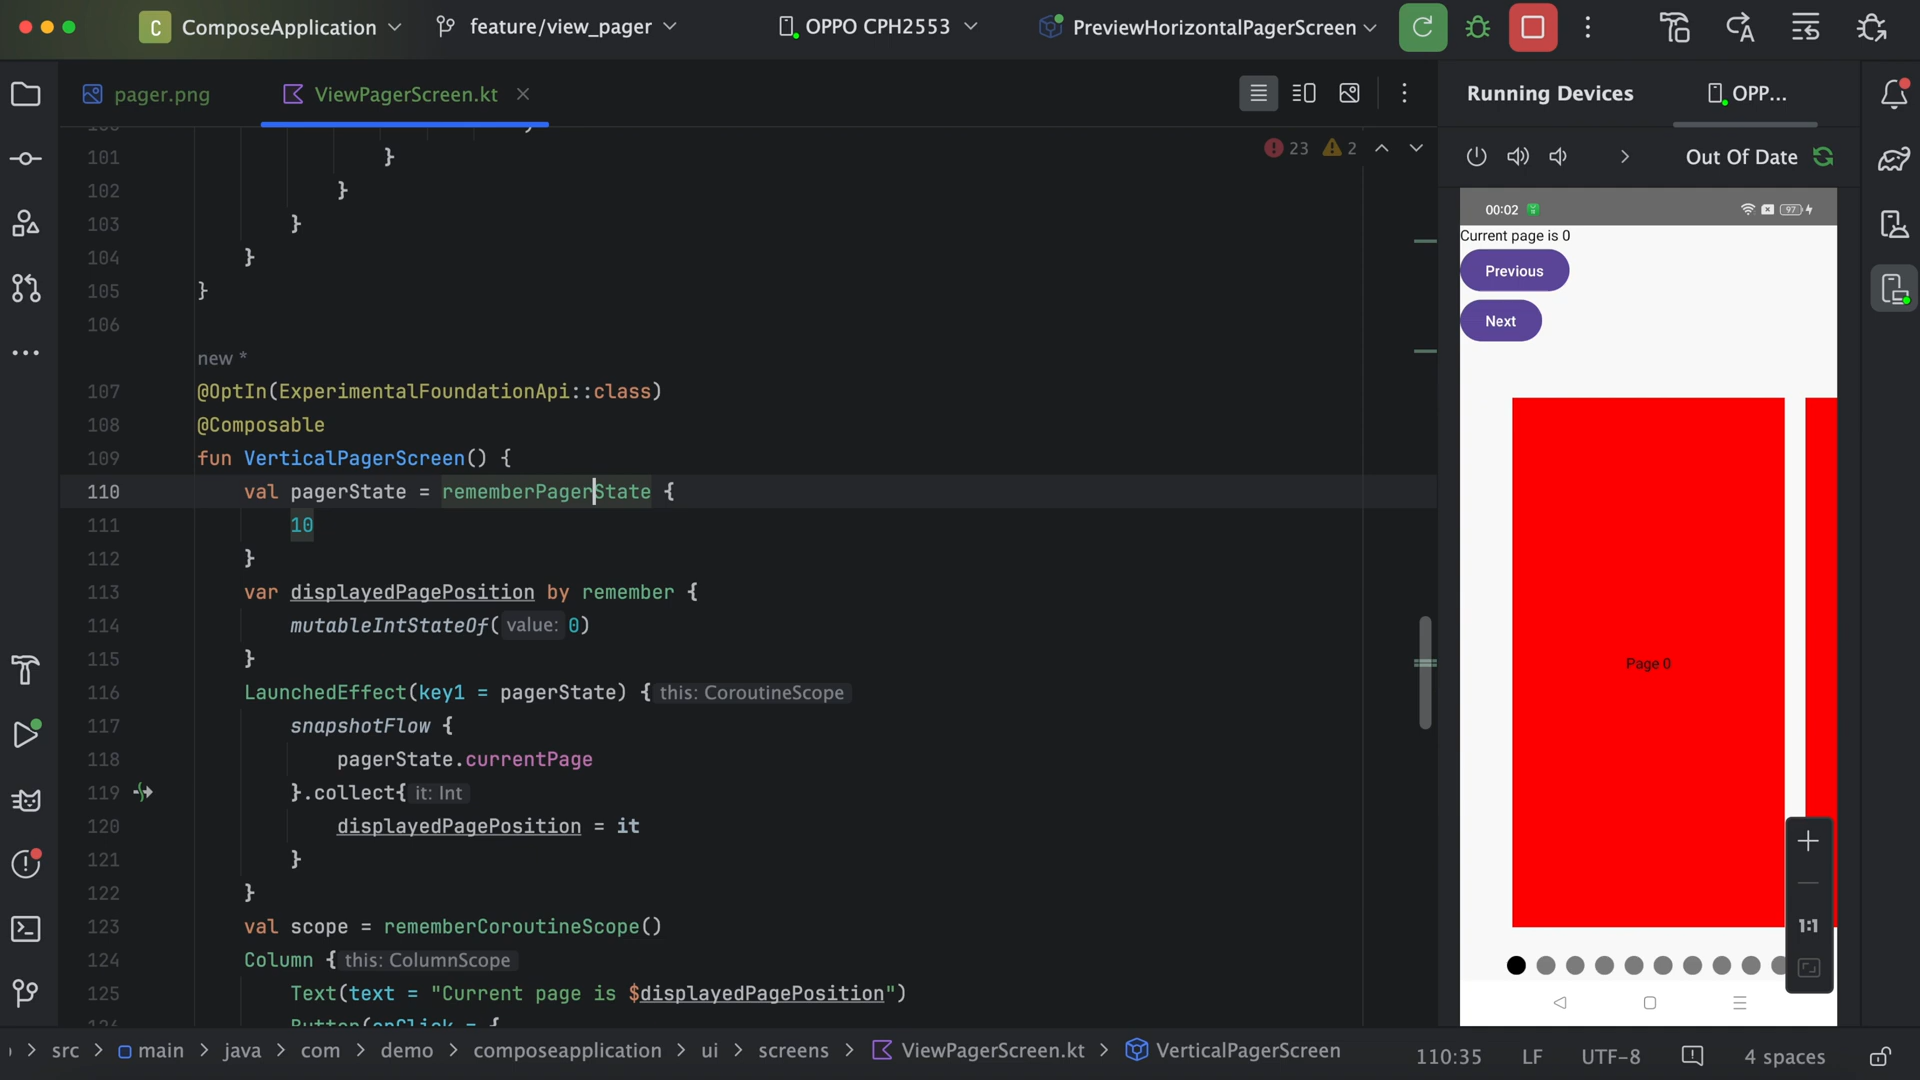 C ComposeApplication feature/view_pager OPPO CPH2553 PreviewHorizontalPagerScreen
pager.png ViewPagerScreen.kt
Running Devices OPP...
23 2
Out Of Date
101 }
102 }
103 }
104 }
105 }
106
new *
107 @OptIn(ExperimentalFoundationApi::class)
108 @Composable
109 fun VerticalPagerScreen() {
110 val pagerState = rememberPagerState {
111 10
112 }
113 var displayedPagePosition by remember {
114 mutableIntStateOf( value: 0)
115 }
116 LaunchedEffect(key1 = pagerState) { this: CoroutineScope
117 snapshotFlow {
118 pagerState.currentPage
119 }.collect{ it: Int
120 displayedPagePosition = it
121 }
122 }
123 val scope = rememberCoroutineScope()
124 Column { this: ColumnScope
125 Text(text = "Current page is $displayedPagePosition")
126 Button(onClick = {
00:02 97
Current page is 0
Previous
Next
Page 0
1:1
> src > main > java > com > demo > composeapplication > ui > screens > ViewPagerScreen.kt > VerticalPagerScreen
110:35 LF UTF-8 4 spaces